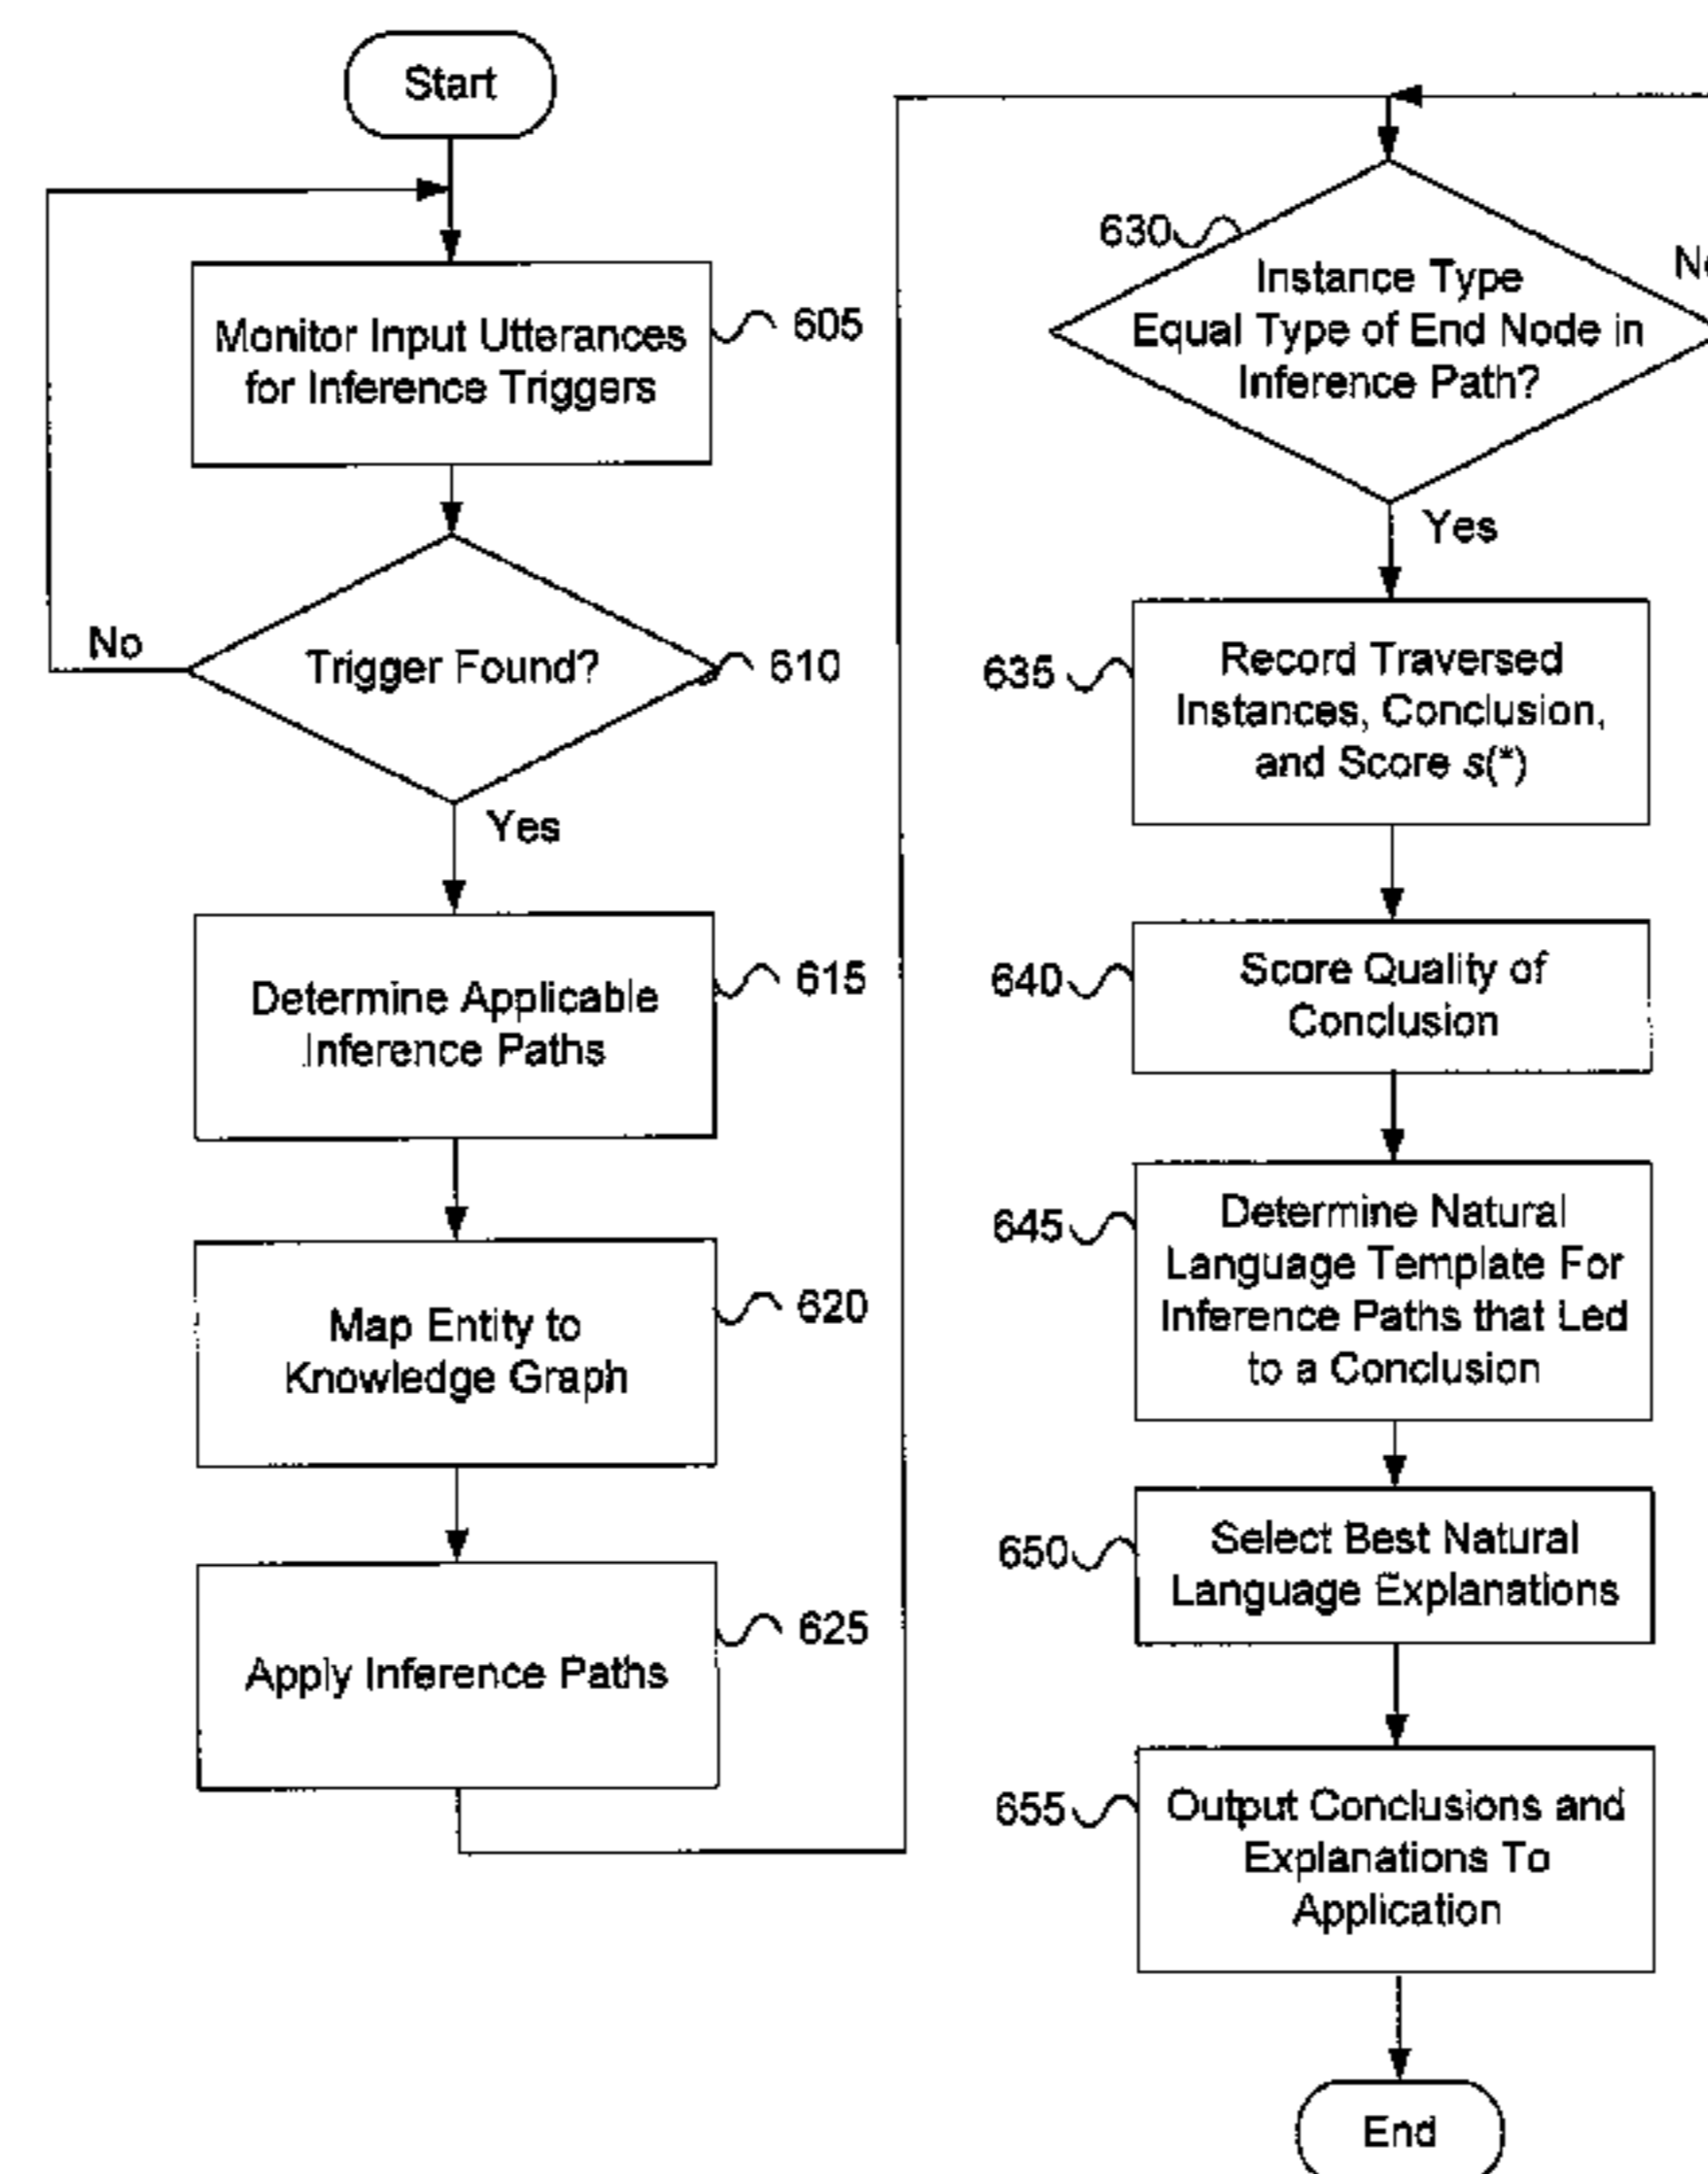 Start
Monitor Input Utterances
for Inference Triggers
605
No
Trigger Found?
610
Yes
Determine Applicable
Inference Paths
615
Map Entity to
Knowledge Graph
620
Apply Inference Paths
625
630
Instance Type
Equal Type of End Node in
Inference Path?
Yes
635
Record Traversed
Instances, Conclusion,
and Score s(*)
640
Score Quality of
Conclusion
645
Determine Natural
Language Template For
Inference Paths that Led
to a Conclusion
650
Select Best Natural
Language Explanations
655
Output Conclusions and
Explanations To
Application
End